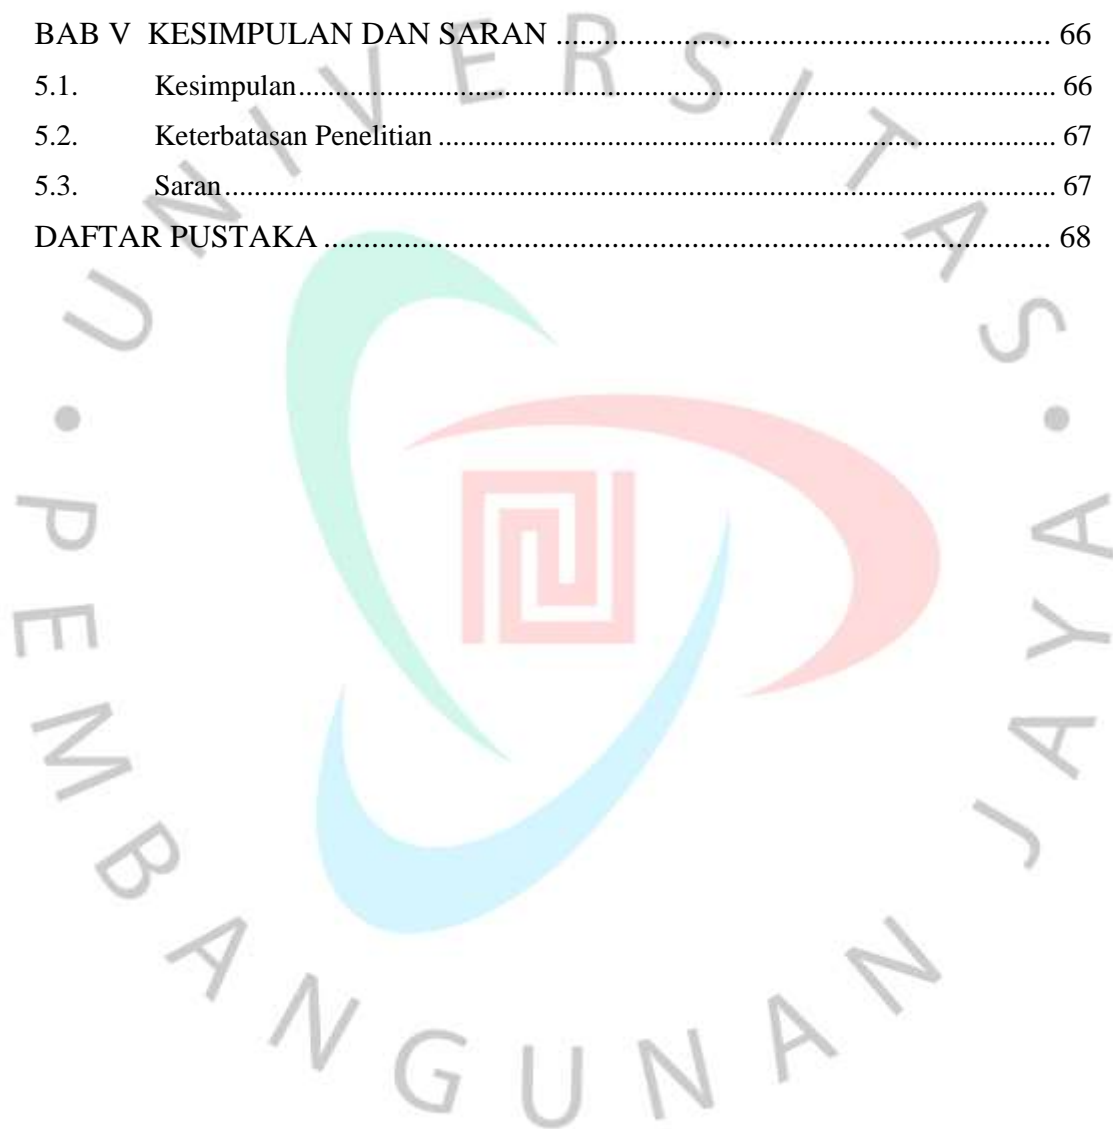 BAB V KESIMPULAN DAN SARAN ................................................................ 66
5.1. Kesimpulan.................................................................................................. 66
5.2. Keterbatasan Penelitian ................................................................................ 67
5.3. Saran............................................................................................................ 67
DAFTAR PUSTAKA ............................................................................................. 68
UNIVERSITAS • PEMBANGUNAN JAYA •